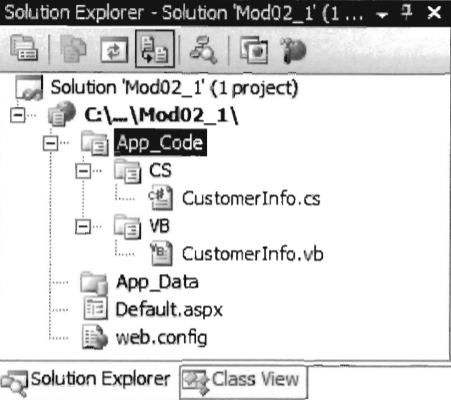 Solution Explorer - Solution 'Mod02_1' (1 ...
Solution 'Mod02_1' (1 project)
C:\...\Mod02_1\
App_Code
CS
CustomerInfo.cs
VB
CustomerInfo.vb
App_Data
Default.aspx
web.config
Solution Explorer Class View